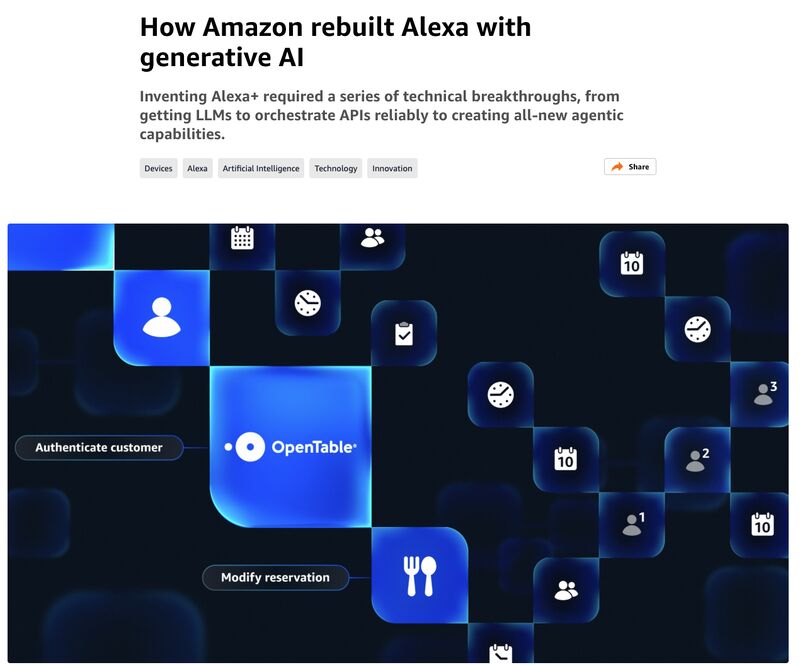 How Amazon rebuilt Alexa with
generative AI
Inventing Alexa+ required a series of technical breakthroughs, from
getting LLMs to orchestrate APIs reliably to creating all-new agentic
capabilities.
Devices
Alexa
Artificial Intelligence
Technology
Innovation
Share
10
3
Authenticate customer
OpenTable®
2
10
1
10
Modify reservation